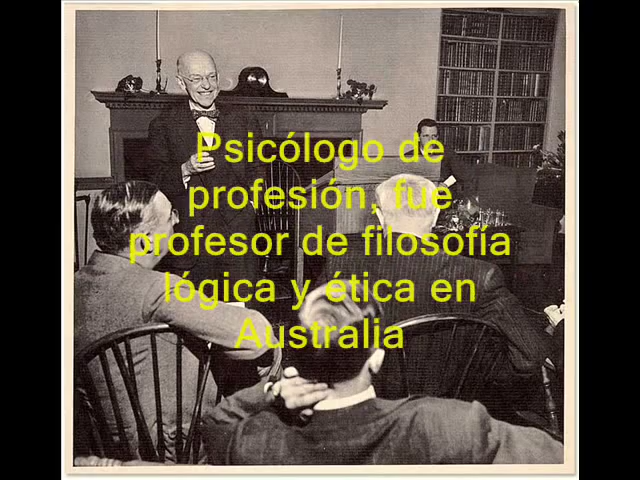 Psicólogo de
profesión, fue
profesor de filosofía
lógica y ética en
Australia